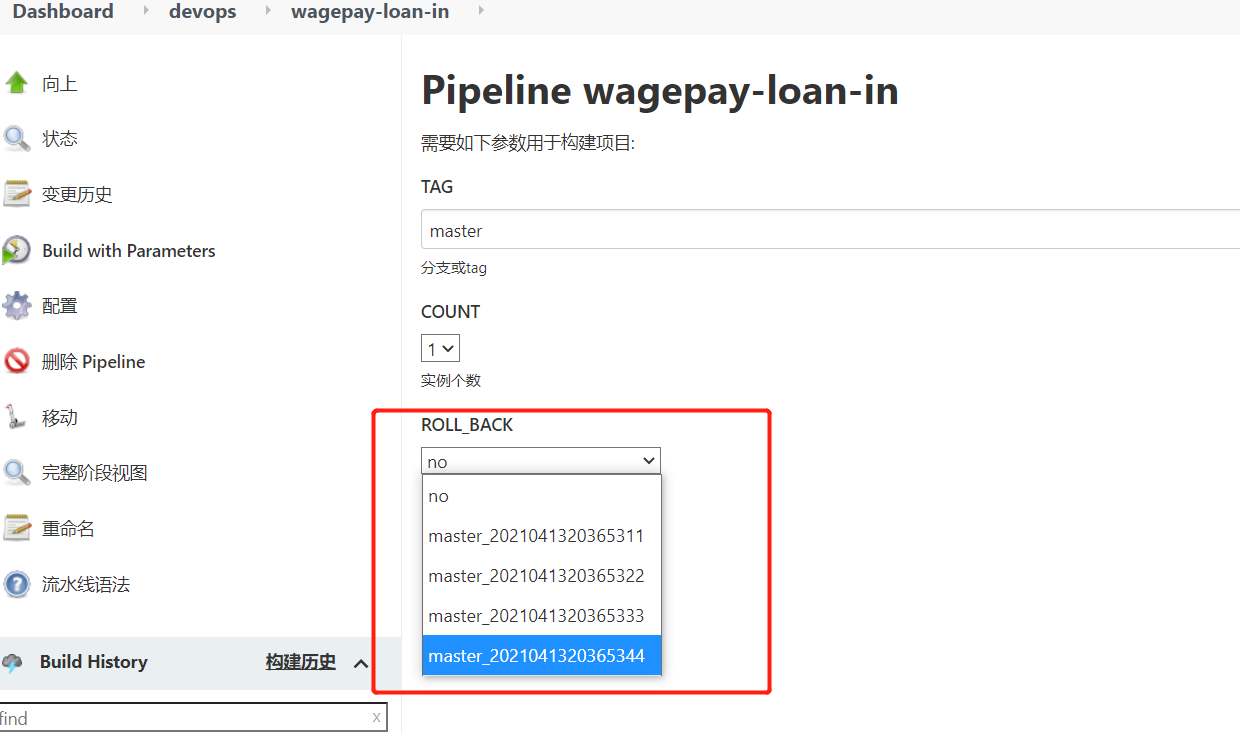 Dashboard devops wagepay-loan-in
向上
状态
变更历史
Build with Parameters
配置
删除 Pipeline
移动
完整阶段视图
重命名
流水线语法
Build History 构建历史
find x
Pipeline wagepay-loan-in
需要如下参数用于构建项目:
TAG
master
分支或tag
COUNT
1
实例个数
ROLL_BACK
no
no
master_2021041320365311
master_2021041320365322
master_2021041320365333
master_2021041320365344